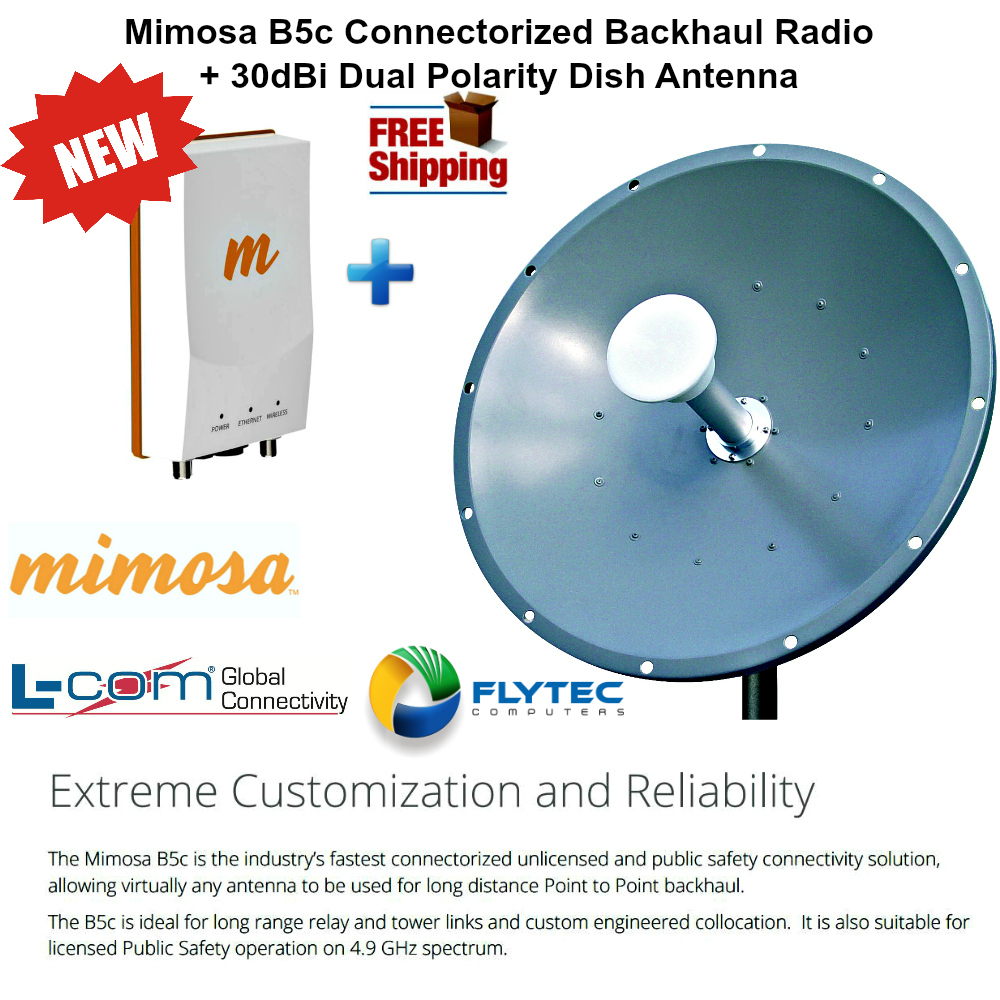 Mimosa B5c Connectorized Backhaul Radio
+ 30dBi Dual Polarity Dish Antenna
NEW
FREE
Shipping
m
POWER ETHERNET WIRELESS
mimosa™
L-com® Global
Connectivity
FLYTEC
COMPUTERS
Extreme Customization and Reliability
The Mimosa B5c is the industry's fastest connectorized unlicensed and public safety connectivity solution,
allowing virtually any antenna to be used for long distance Point to Point backhaul.
The B5c is ideal for long range relay and tower links and custom engineered collocation. It is also suitable for
licensed Public Safety operation on 4.9 GHz spectrum.